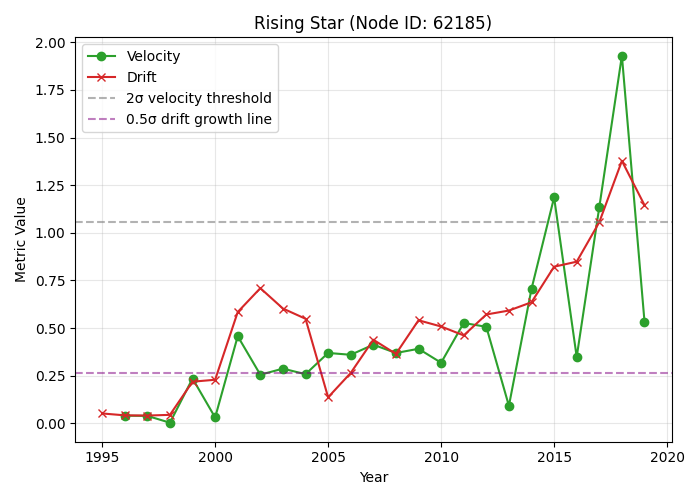 Rising Star (Node ID: 62185)
Velocity
Drift
2σ velocity threshold
0.5σ drift growth line
Metric Value
2.00
1.75
1.50
1.25
1.00
0.75
0.50
0.25
0.00
1995
2000
2005
2010
2015
2020
Year